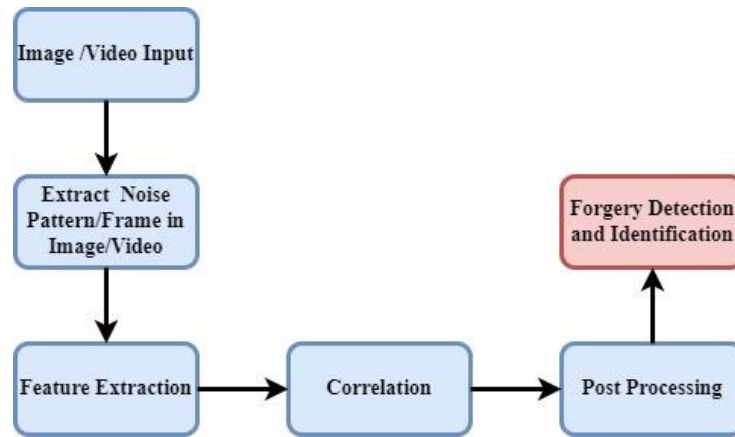 Image /Video Input
Extract Noise
Pattern/Frame in
Image/Video
Feature Extraction
Correlation
Post Processing
Forgery Detection
and Identification